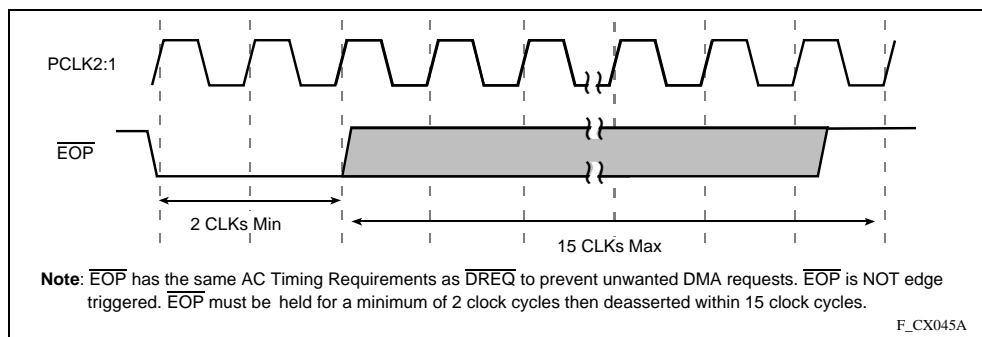 PCLK2:1
EOP
2 CLKs Min
15 CLKs Max
Note: EOP has the same AC Timing Requirements as DREQ to prevent unwanted DMA requests. EOP is NOT edge
triggered. EOP must be held for a minimum of 2 clock cycles then deasserted within 15 clock cycles.
F_CX045A